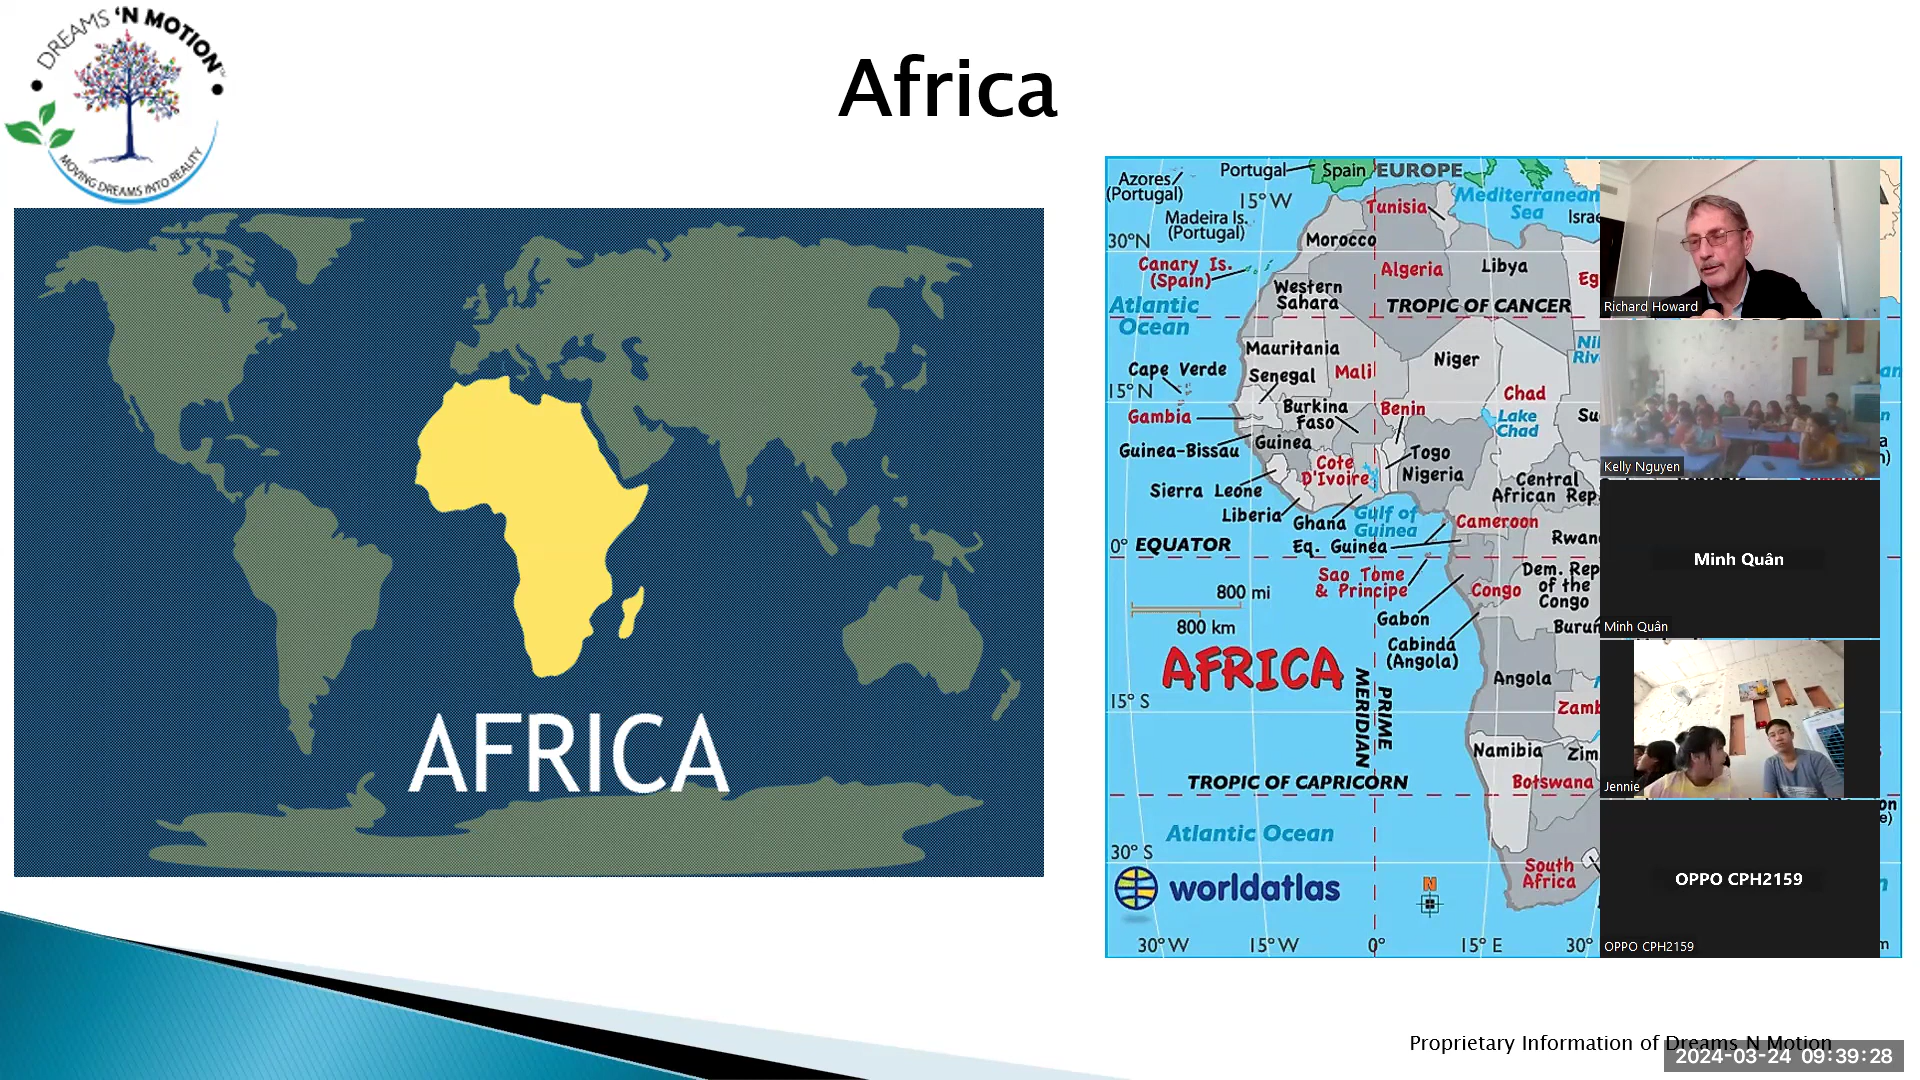 DREAMS 'N MOTION
MOVING DREAMS INTO REALITY
Africa
AFRICA
Portugal
Spain
EUROPE
Azores
(Portugal)
15° W
Mediterranean
Sea
Tunisia
Madeira Is.
(Portugal)
Israe
30°N
Morocco
Canary Is.
(Spain)
Algeria
Libya
Eg
Western
Sahara
Atlantic
Ocean
TROPIC OF CANCER
Mauritania
Niger
Nil
Riv
Cape Verde
Senegal
Mali
15° N
Chad
Gambia
Burkina
Faso
Benin
Lake
Chad
Su
Guinea-Bissau
Guinea
Togo
Nigeria
Cote
D'Ivoire
Central
African Rep
Sierra Leone
Liberia
Ghana
Gulf of
Guinea
Cameroon
0° EQUATOR
Eq. Guinea
Rwan
Sao Tome
& Principe
Dem. Rep
of the
Congo
Congo
800 mi
800 km
Gabon
Burun
Cabinda
(Angola)
AFRICA
PRIME
MERIDIAN
Angola
15° S
Zamb
Namibia
Zim
TROPIC OF CAPRICORN
Botswana
Atlantic Ocean
30° S
South
Africa
worldatlas
N
30°W
15°W
0°
15° E
30°
Richard Howard
Kelly Nguyen
Minh Quân
Minh Quân
Jennie
OPPO CPH2159
OPPO CPH2159
Proprietary Information of Dreams N Motion
2024-03-24 09:39:28